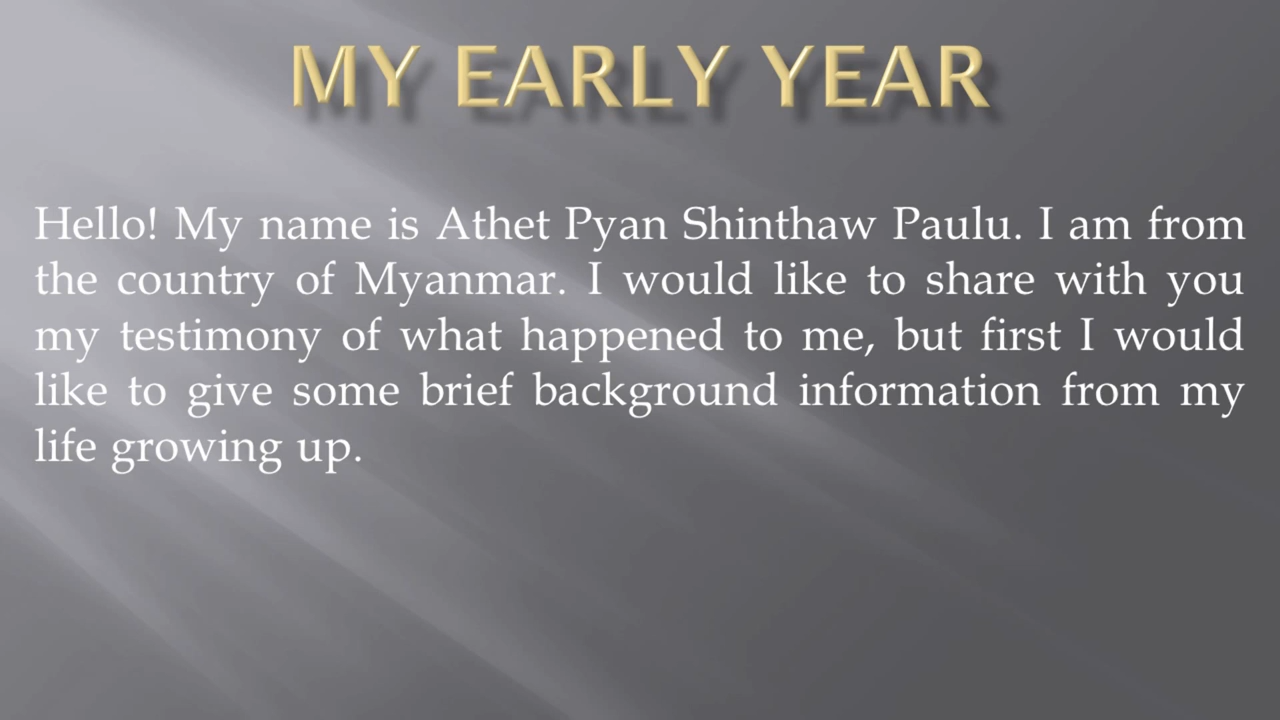 MY EARLY YEAR
Hello! My name is Athet Pyan Shinthaw Paulu. I am from
the country of Myanmar. I would like to share with you
my testimony of what happened to me, but first I would
like to give some brief background information from my
life growing up.